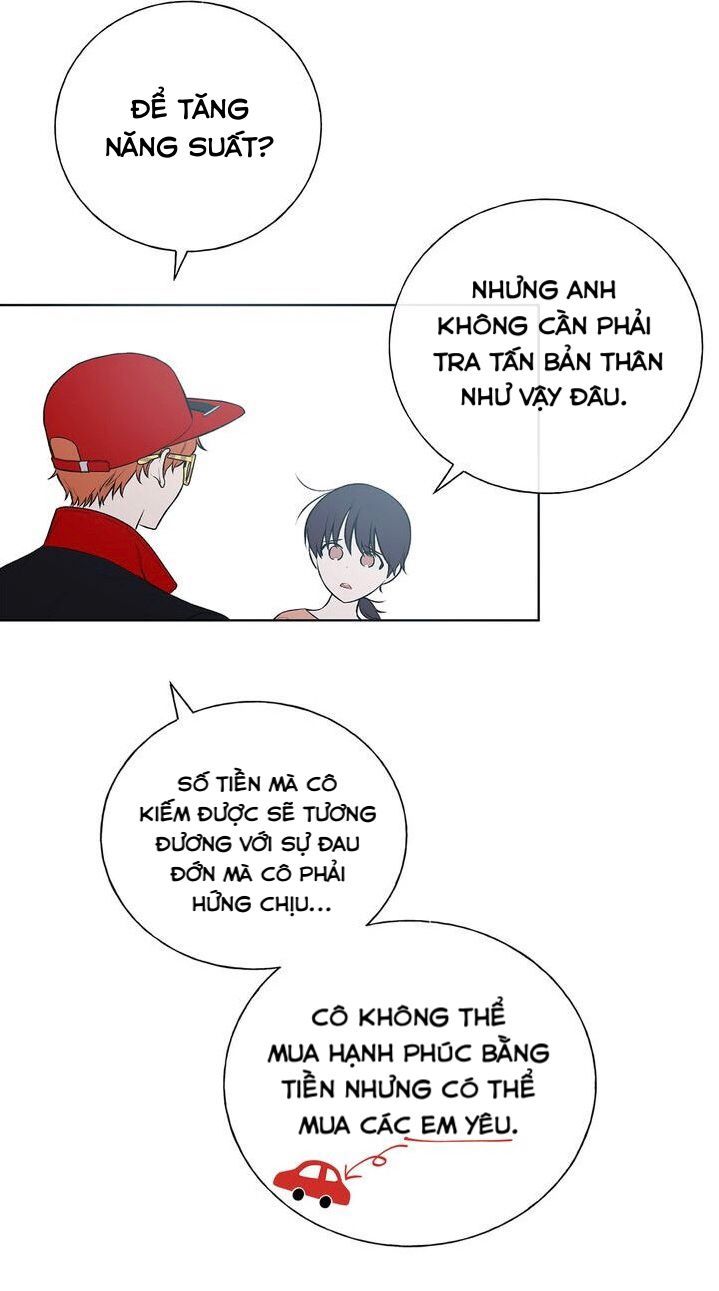 ĐỂ TĂNG
NĂNG SUẤT?
NHƯNG ANH
KHÔNG CẦN PHẢI
TRA TẤN BẢN THÂN
NHƯ VẬY ĐÂU.
SỐ TIỀN MÀ CÔ
KIẾM ĐƯỢC SẼ TƯƠNG
ĐƯƠNG VỚI SỰ ĐAU
ĐỚN MÀ CÔ PHẢI
HỨNG CHỊU...
CÔ KHÔNG THỂ
MUA HẠNH PHÚC BẰNG
TIỀN NHƯNG CÓ THỂ
MUA CÁC EM YÊU.